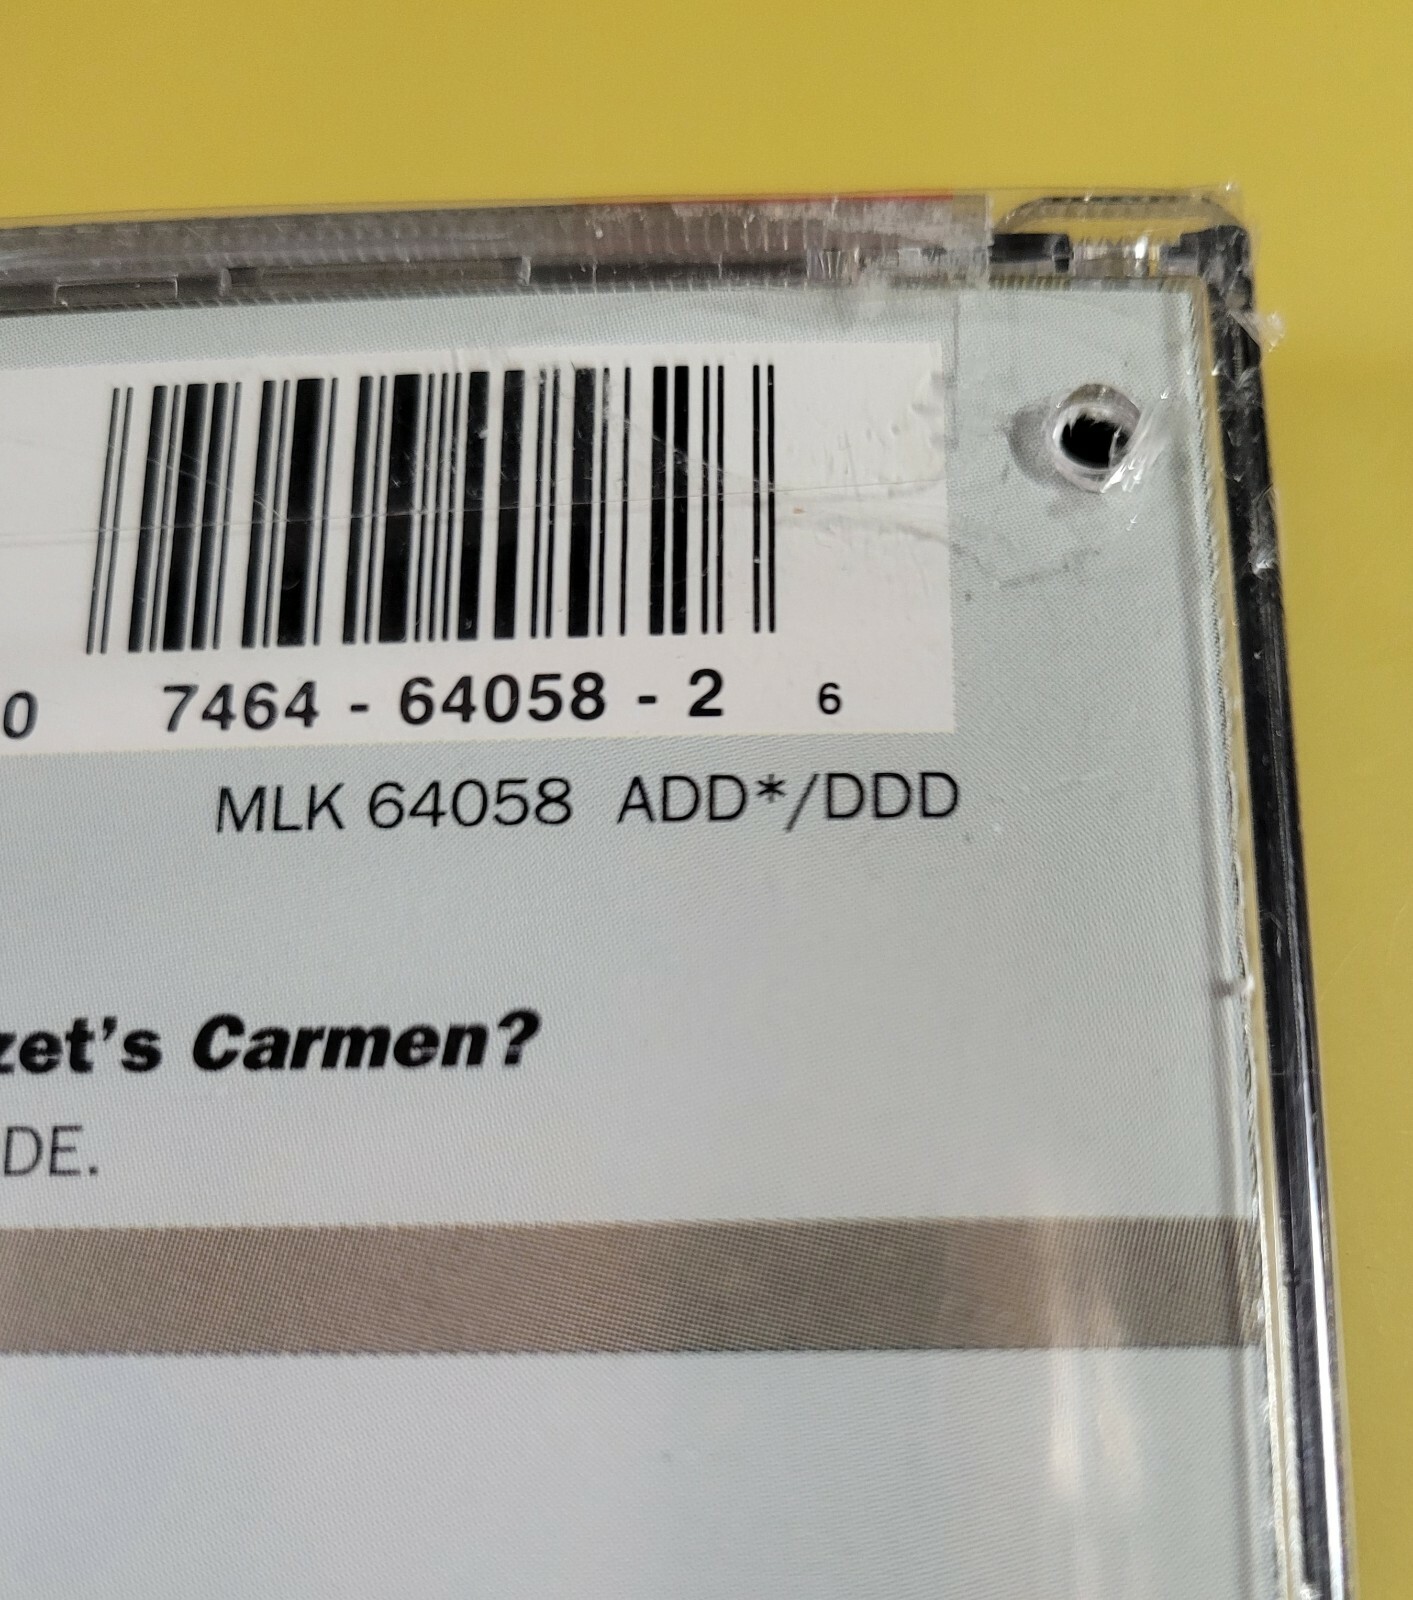 0 7464 - 64058 - 2 6
MLK 64058 ADD*/DDD
zet's Carmen?
DE.